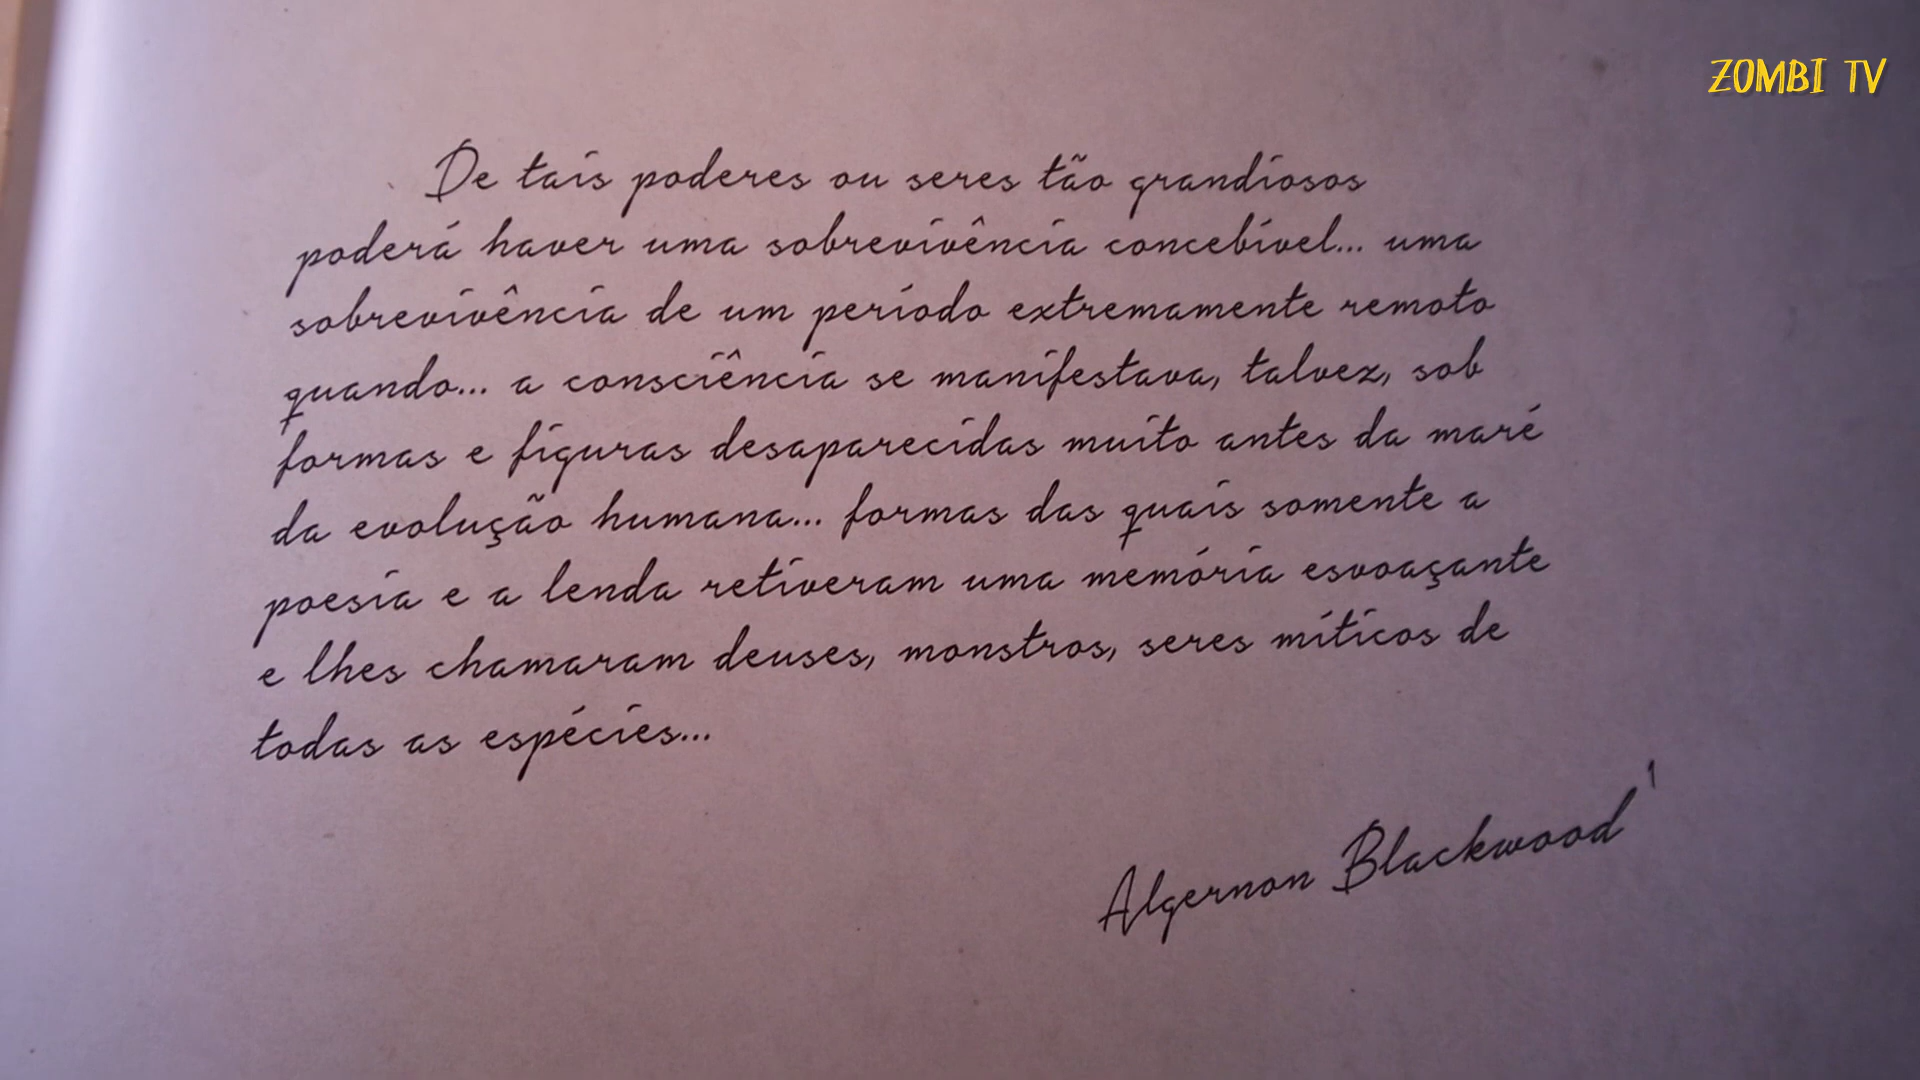 ZOMBI TV
De tais poderes ou seres tão grandiosos
poderá haver uma sobrevivência concebível... uma
sobrevivência de um período extremamente remoto
quando... a consciência se manifestava, talvez, sob
formas e figuras desaparecidas muito antes da maré
da evolução humana... formas das quais somente a
poesia e a lenda retiveram uma memória esvoaçante
e lhes chamaram deuses, monstros, seres míticos de
todas as espécies...
Algernon Blackwood